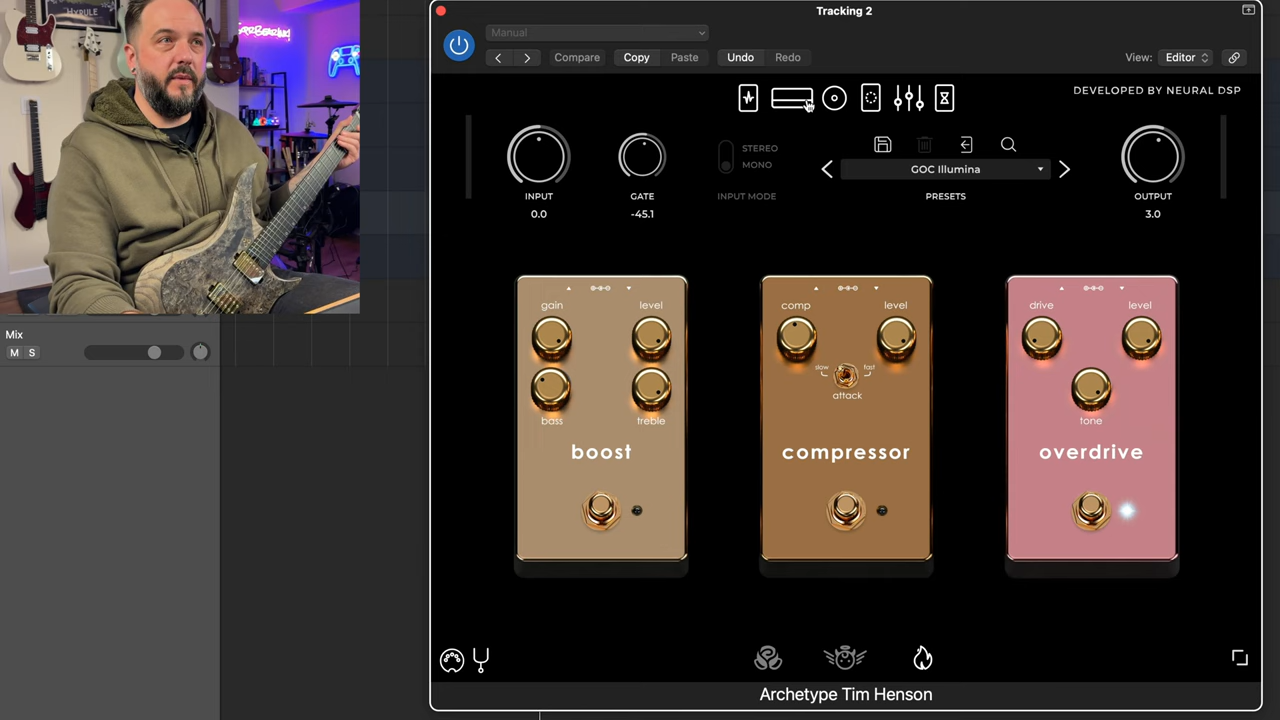 HYRULE
Tracking 2
Manual
Compare
Copy
Paste
Undo
Redo
View:
Editor
DEVELOPED BY NEURAL DSP
STEREO
MONO
GOC Illumina
INPUT
GATE
INPUT MODE
PRESETS
OUTPUT
0.0
-45.1
3.0
gain
level
comp
level
drive
level
slow
fast
attack
bass
treble
tone
boost
compressor
overdrive
Mix
M
S
Archetype Tim Henson